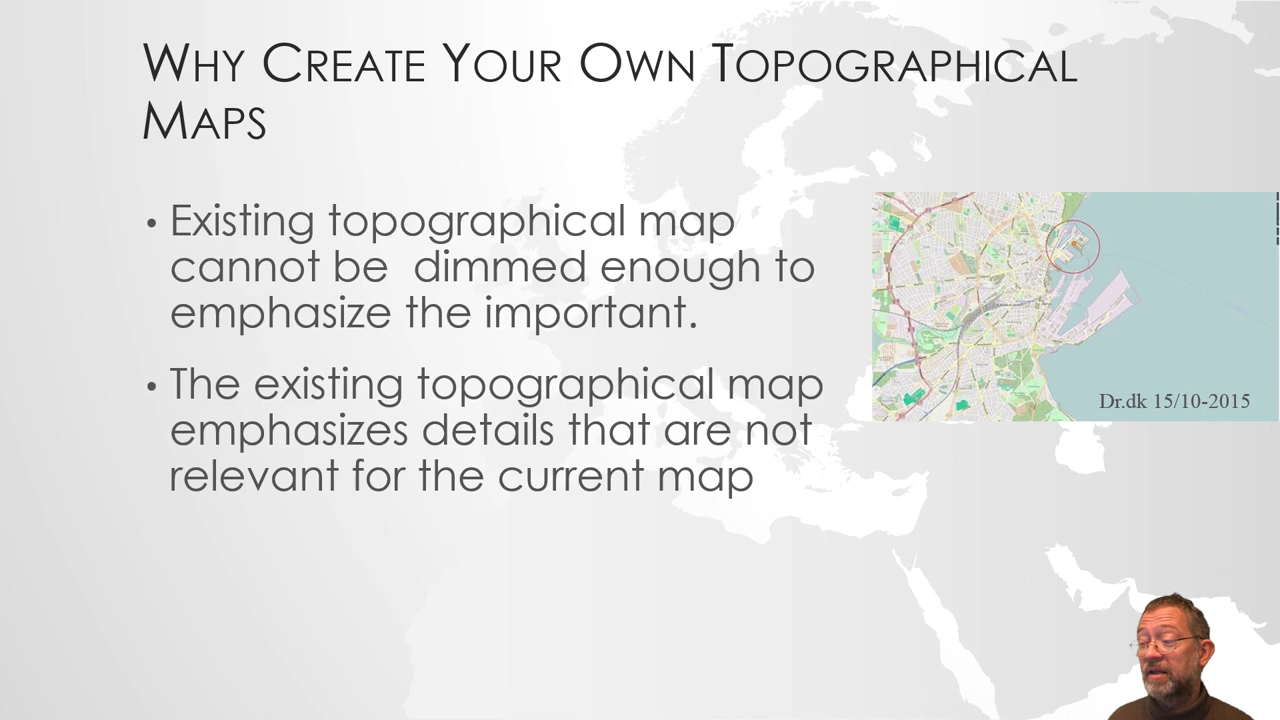 Why Create Your Own Topographical
Maps
• Existing topographical map
cannot be  dimmed enough to
emphasize the important.
• The existing topographical map
emphasizes details that are not
relevant for the current map
Dr.dk 15/10-2015